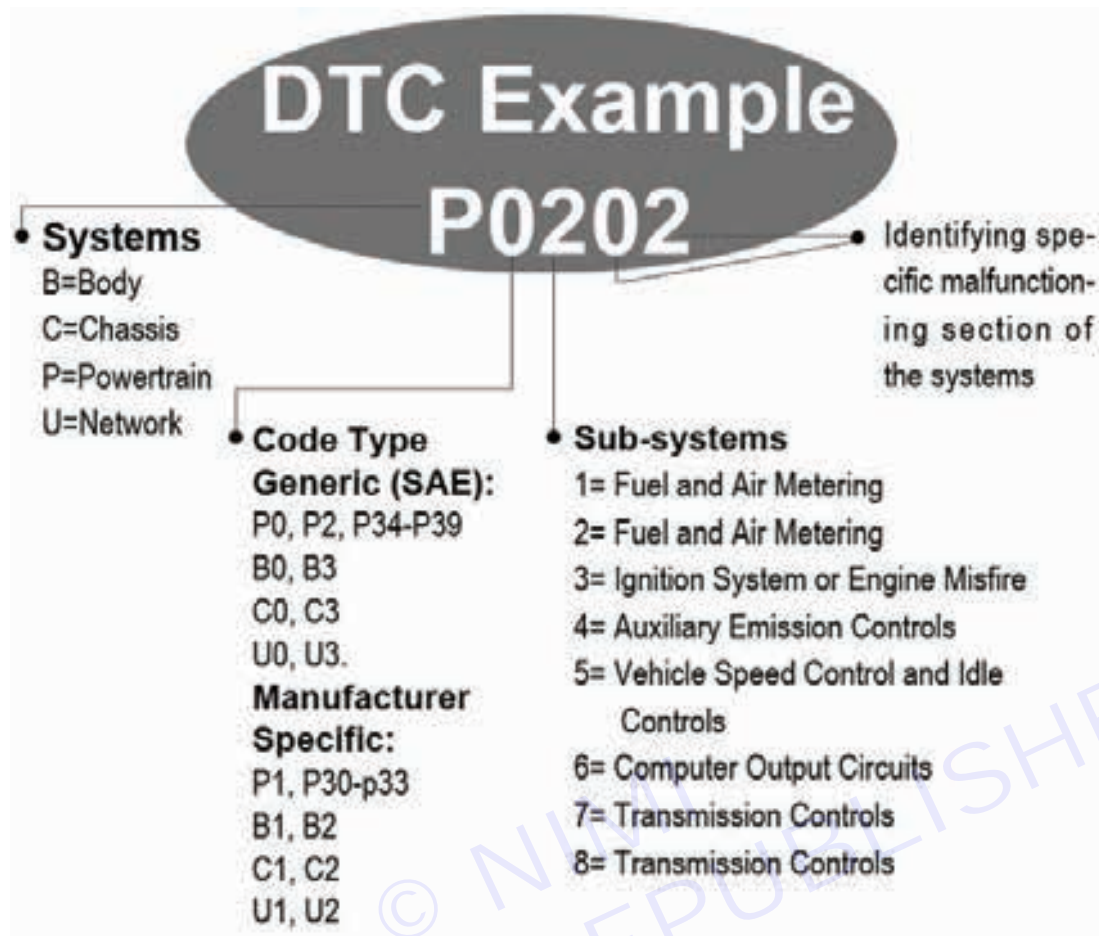 DTC Example
P0202
Systems
B=Body
C=Chassis
P=Powertrain
U=Network
Identifying spe-
cific malfunction-
ing section of
the systems
Code Type
Generic (SAE):
P0, P2, P34-P39
B0, B3
C0, C3
U0, U3.
Manufacturer
Specific:
P1, P30-p33
B1, B2
C1, C2
U1, U2
Sub-systems
1= Fuel and Air Metering
2= Fuel and Air Metering
3= Ignition System or Engine Misfire
4= Auxiliary Emission Controls
5= Vehicle Speed Control and Idle
Controls
6= Computer Output Circuits
7= Transmission Controls
8= Transmission Controls
© NIMI